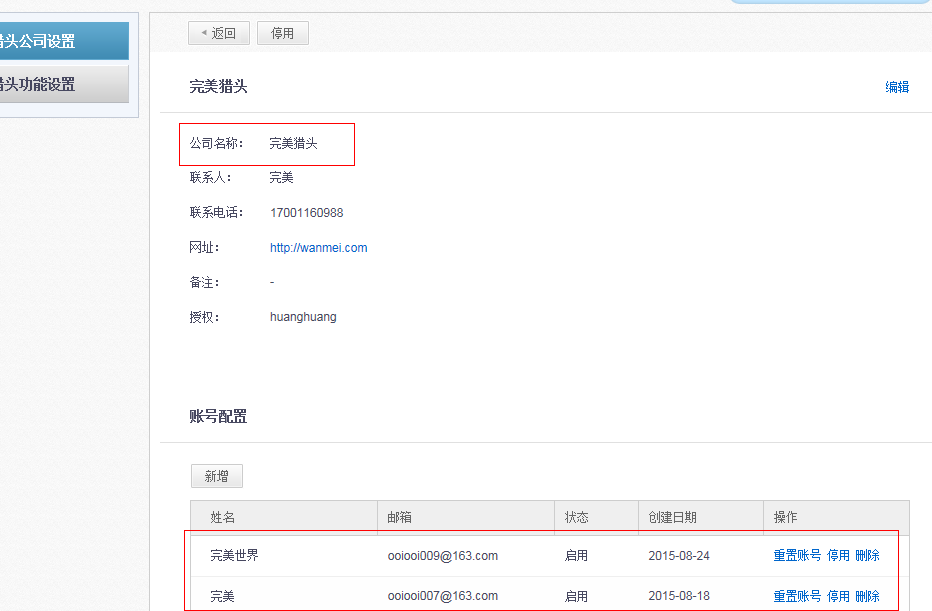 头公司设置
头功能设置
返回 停用
完美猎头 编辑
公司名称： 完美猎头
联系人： 完美
联系电话： 17001160988
网址： http://wanmei.com
备注： -
授权： huanghuang
账号配置
新增
姓名 邮箱 状态 创建日期 操作
完美世界 ooiooi009@163.com 启用 2015-08-24 重置账号 停用 删除
完美 ooiooi007@163.com 启用 2015-08-18 重置账号 停用 删除